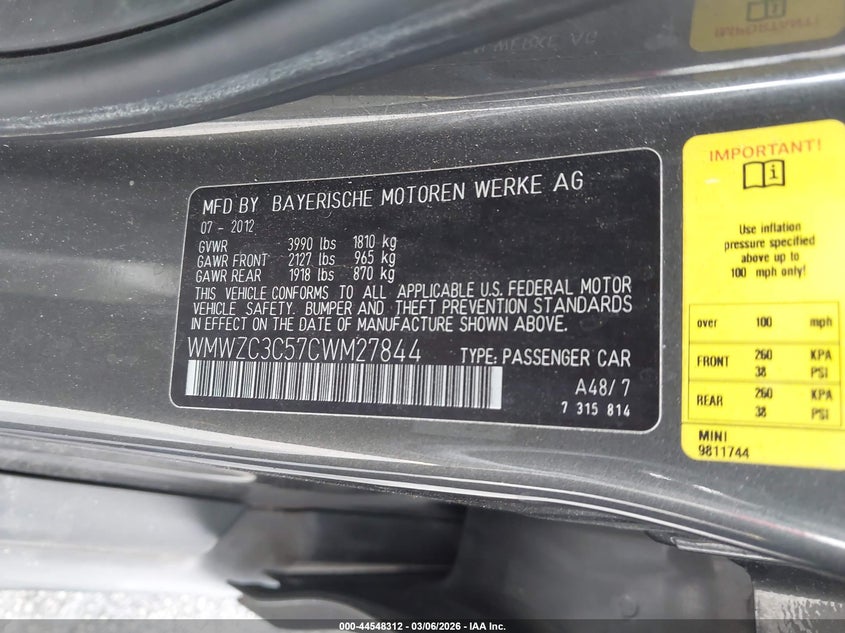 MFD BY BAYERISCHE MOTOREN WERKE AG
07 - 2012
GVWR 3990 lbs 1810 kg
GAWR FRONT 2127 lbs 965 kg
GAWR REAR 1918 lbs 870 kg
THIS VEHICLE CONFORMS TO ALL APPLICABLE U.S. FEDERAL MOTOR
VEHICLE SAFETY, BUMPER AND THEFT PREVENTION STANDARDS
IN EFFECT ON THE DATE OF MANUFACTURE SHOWN ABOVE.
WMWZC3C57CWM27844 TYPE: PASSENGER CAR
A48/7
7 315 814
IMPORTANT!
i
Use inflation
pressure specified
above up to
100 mph only!
over 100 mph
FRONT 260 KPA
38 PSI
REAR 260 KPA
38 PSI
MINI
9811744
000-44548312 - 03/06/2026 - IAA Inc.